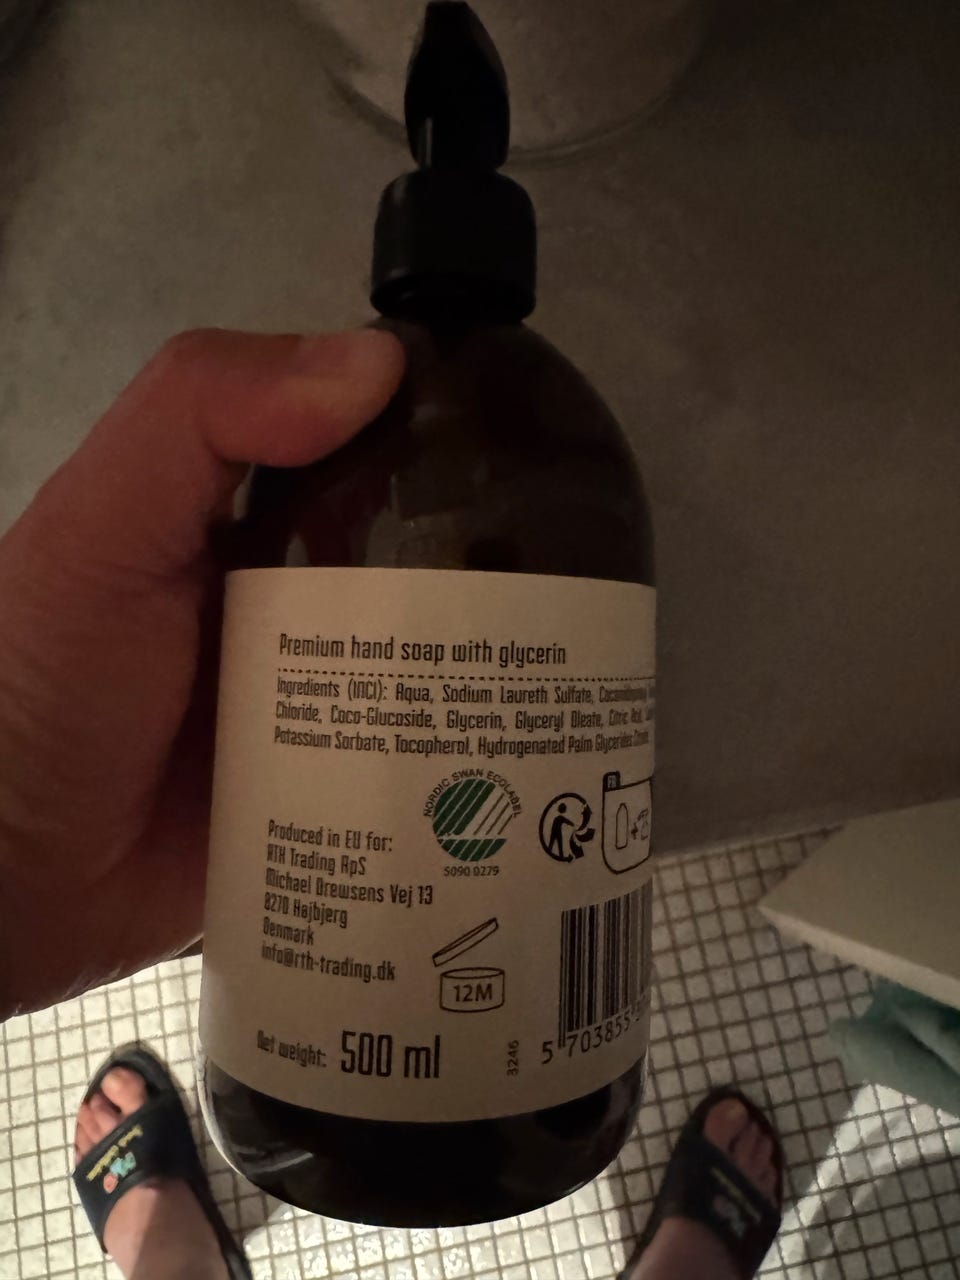 Premium hand soap with glycerin
Ingredients (INCI): Aqua, Sodium Laureth Sulfate,
Chloride, Coco-Glucoside, Glycerin, Glyceryl Oleate, Citric Acid,
Potassium Sorbate, Tocopherol, Hydrogenated Palm Glycerides Citrate
NORDIC SWAN ECOLABEL
5090 0279
FR
Produced in EU for:
RTH Trading ApS
Michael Drewsens Vej 13
8270 Højbjerg
Denmark
info@rth-trading.dk
12M
Net weight: 500 ml
3246
5 703855